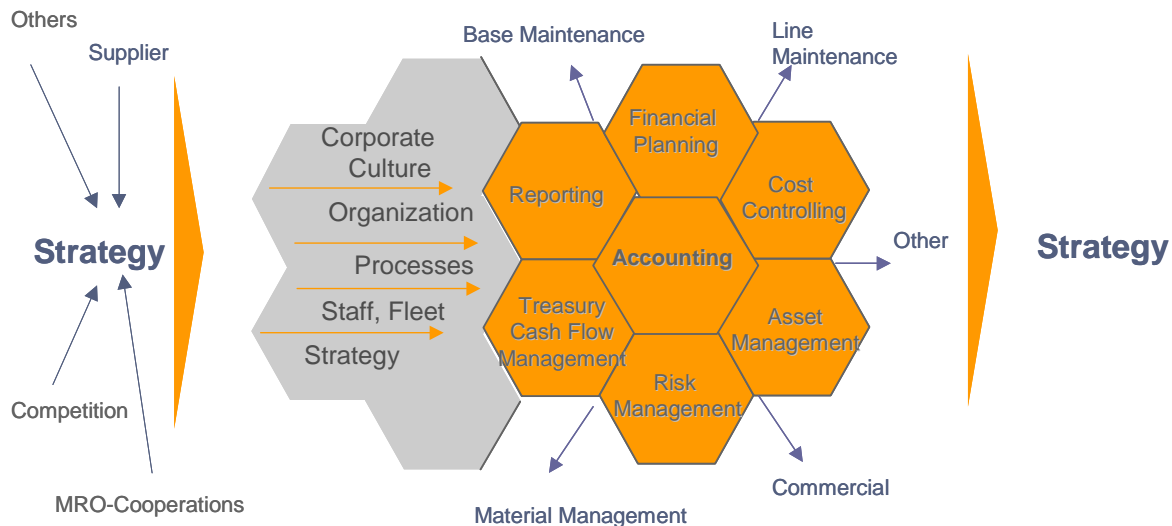 Others
Supplier
Strategy
Competition
MRO-Cooperations
Corporate
Culture
Organization
Processes
Staff, Fleet
Strategy
Base Maintenance
Line
Maintenance
Financial
Planning
Reporting
Cost
Controlling
Accounting
Other
Treasury
Cash Flow
Management
Asset
Management
Risk
Management
Commercial
Material Management
Strategy